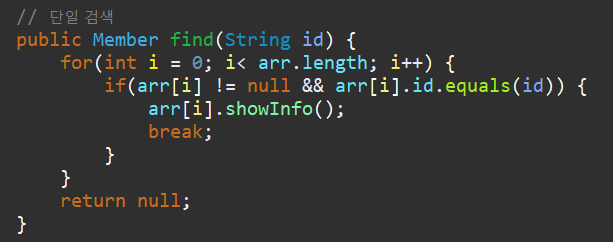 // 단일 검색
public Member find(String id) {
    for(int i = 0; i< arr.length; i++) {
        if(arr[i] != null && arr[i].id.equals(id)) {
            arr[i].showInfo();
            break;
        }
    }
    return null;
}